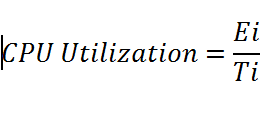 CPU Utilization = Ei/Ti